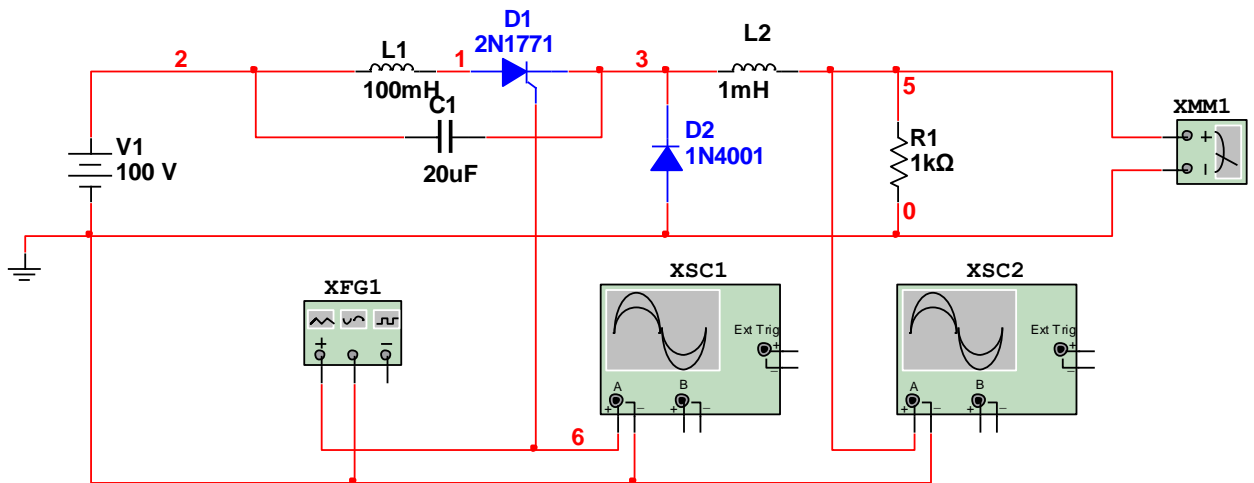 D1
2N1771
L2
L1
2
1
3
100mH
1mH
5
XMM1
C1
V1
100 V
D2
1N4001
R1
1kΩ
20uF
0
XSC1
XSC2
XFG1
Ext Trig
Ext Trig
A
B
A
B
6